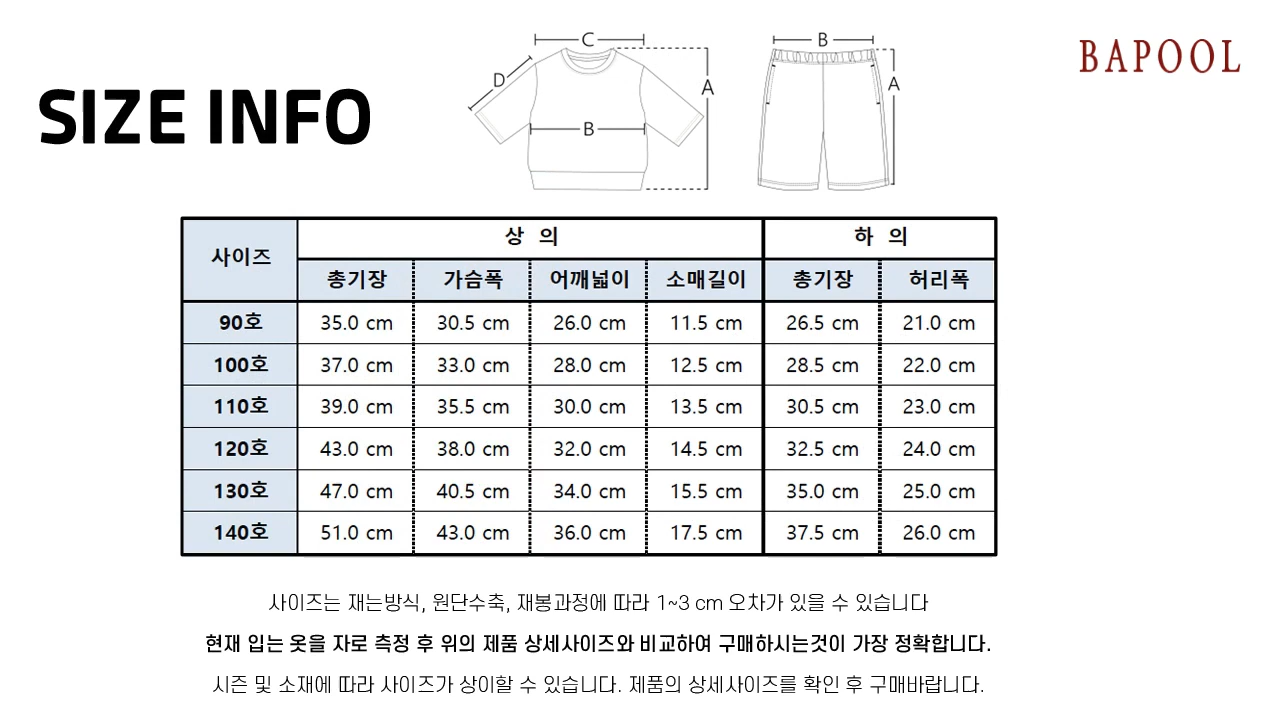 SIZE INFO
BAPOOL
C
D
A
B
B
A
사이즈 상 의 하 의
총기장 가슴폭 어깨넓이 소매길이 총기장 허리폭
90호 35.0 cm 30.5 cm 26.0 cm 11.5 cm 26.5 cm 21.0 cm
100호 37.0 cm 33.0 cm 28.0 cm 12.5 cm 28.5 cm 22.0 cm
110호 39.0 cm 35.5 cm 30.0 cm 13.5 cm 30.5 cm 23.0 cm
120호 43.0 cm 38.0 cm 32.0 cm 14.5 cm 32.5 cm 24.0 cm
130호 47.0 cm 40.5 cm 34.0 cm 15.5 cm 35.0 cm 25.0 cm
140호 51.0 cm 43.0 cm 36.0 cm 17.5 cm 37.5 cm 26.0 cm
사이즈는 재는방식, 원단수축, 재봉과정에 따라 1~3 cm 오차가 있을 수 있습니다
현재 입는 옷을 자로 측정 후 위의 제품 상세사이즈와 비교하여 구매하시는것이 가장 정확합니다.
시즌 및 소재에 따라 사이즈가 상이할 수 있습니다. 제품의 상세사이즈를 확인 후 구매바랍니다.